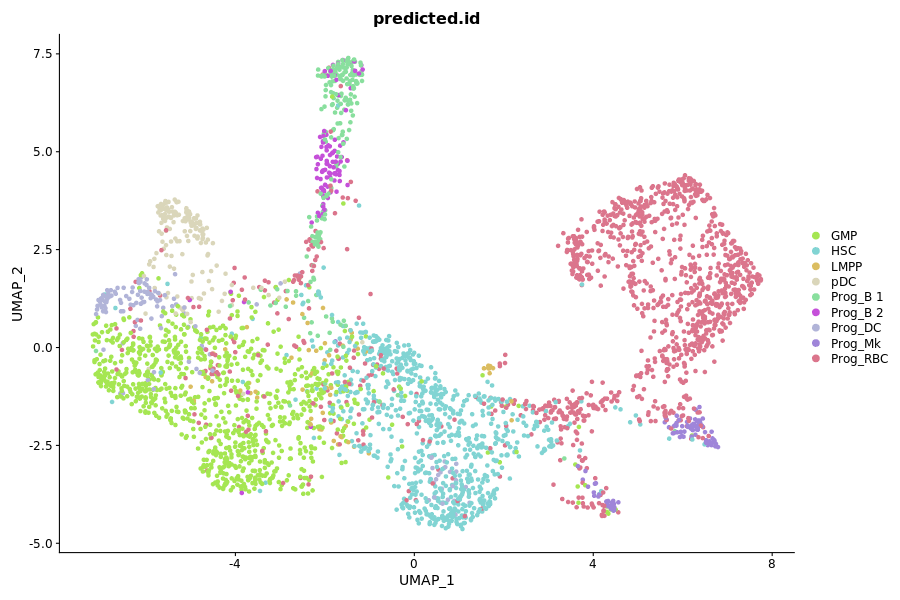 predicted.id
7.5
5.0
2.5
0.0
-2.5
-5.0
UMAP_2
-4
0
4
8
UMAP_1
GMP
HSC
LMPP
pDC
Prog_B 1
Prog_B 2
Prog_DC
Prog_Mk
Prog_RBC